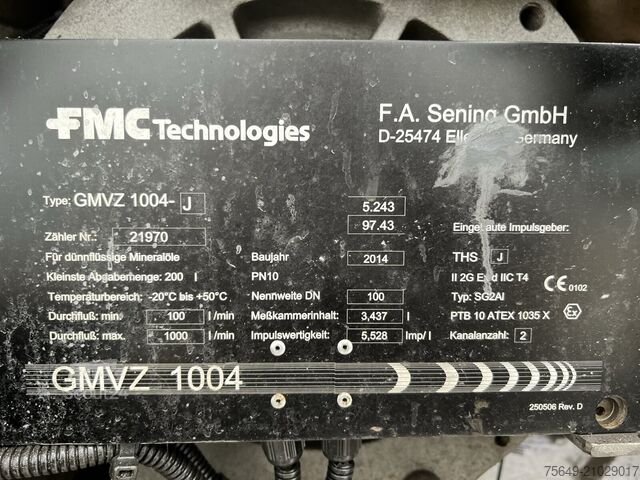 FMC Technologies
F.A. Sening GmbH
D-25474 Germany
Type: GMVZ 1004- J
5.243
97.43
Zähler Nr.: 21970
Für dünnflüssige Mineralöle
Kleinste Abgabemenge: 200 l
Temperaturbereich: -20°C bis +50°C
Durchfluß: min. 100 l /min
Durchfluß: max. 1000 l /min
Baujahr 2014
PN10
Nennweite DN 100
Meßkammerinhalt: 3,437 l
Impulswertigkeit: 5,528 Imp/ l
Impulsgeber:
THS J
II 2G IIC T4
CE 0102
Typ: SG2AI
PTB 10 ATEX 1035 X
Ex
Kanalanzahl: 2
GMVZ 1004
250506 Rev. D
75649-21029017